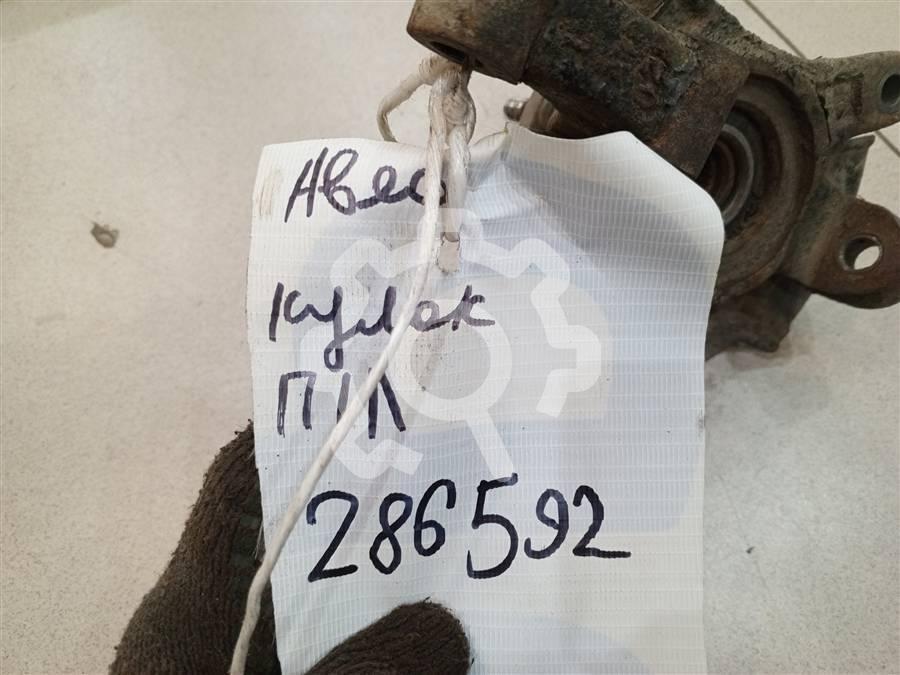 Авео
кулак
П/Л
286592